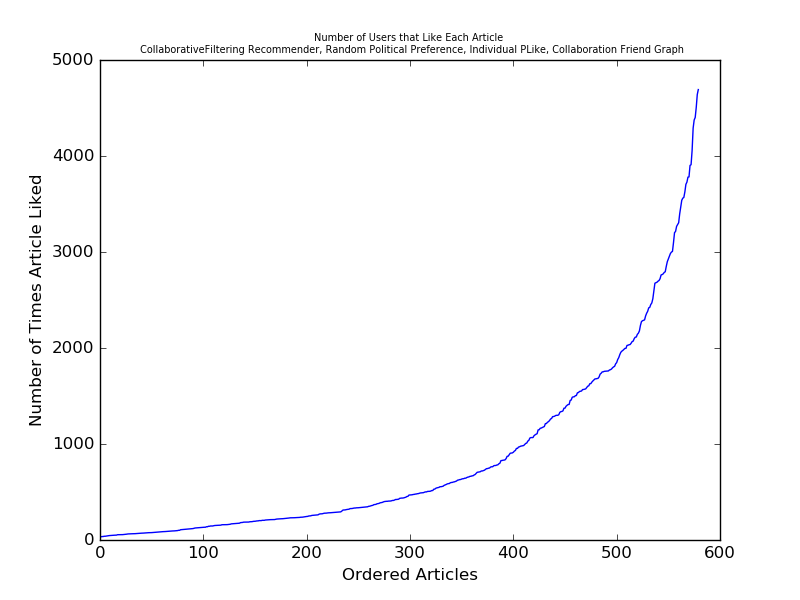 Number of Users that Like Each Article
CollaborativeFiltering Recommender, Random Political Preference, Individual PLike, Collaboration Friend Graph
5000
4000
3000
2000
1000
0
Number of Times Article Liked
0 100 200 300 400 500 600
Ordered Articles